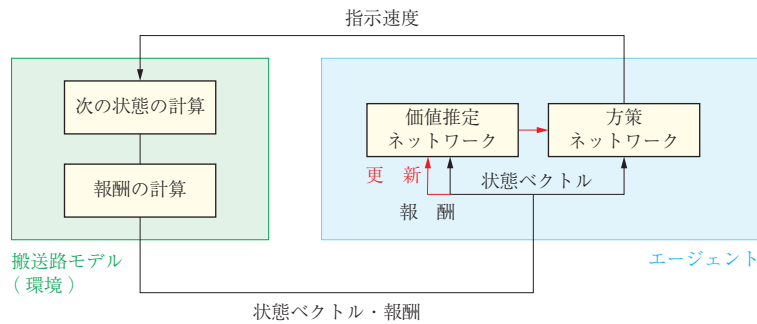 指示速度
次の状態の計算
報酬の計算
価値推定
ネットワーク
方策
ネットワーク
更 新
状態ベクトル
報 酬
搬送路モデル
( 環境 )
エージェント
状態ベクトル・報酬